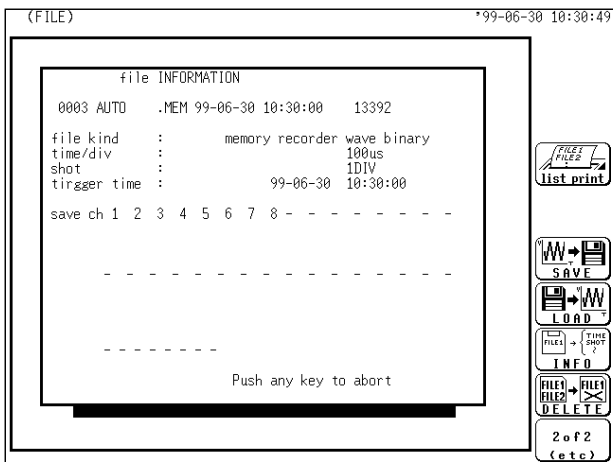 (FILE) '99-06-30 10:30:49
file INFORMATION
0003 AUTO .MEM 99-06-30 10:30:00 13392
file kind : memory recorder wave binary
time/div : 100us
shot : 1DIV
tirgger time : 99-06-30 10:30:00
save ch 1 2 3 4 5 6 7 8 - - - - - - - -
- - - - - - - - - - - - - - - -
- - - - - - - -
Push any key to abort
FILE1
FILE2
list print
SAVE
LOAD
FILE1 → TIME
SHOT
INFO
FILE1 → FILE1
FILE2
DELETE
2of2
(etc)